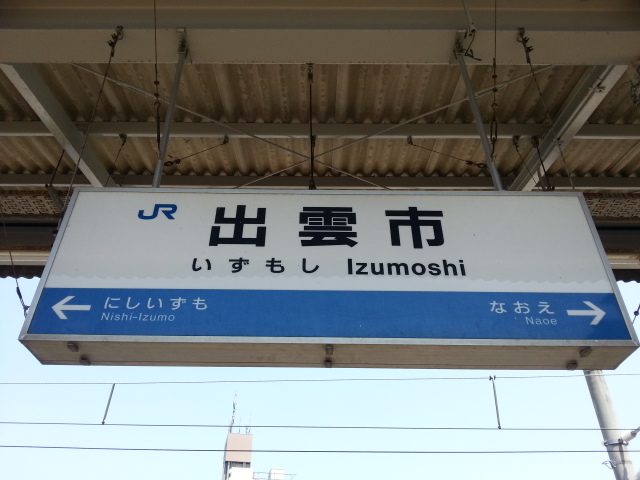 JR 出雲市
いずもし Izumoshi
← にしいずも なおえ →
Nishi-Izumo Naoe